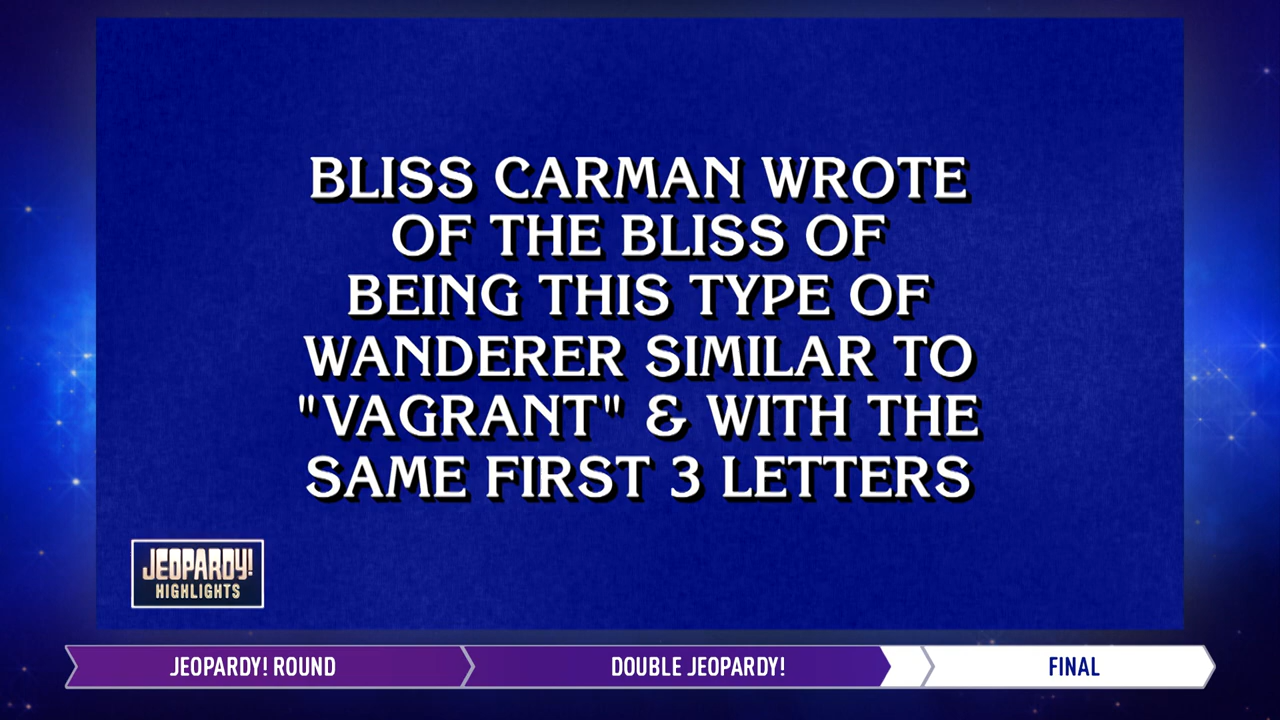 BLISS CARMAN WROTE
OF THE BLISS OF
BEING THIS TYPE OF
WANDERER SIMILAR TO
"VAGRANT" & WITH THE
SAME FIRST 3 LETTERS
JEOPARDY!
HIGHLIGHTS
JEOPARDY! ROUND
DOUBLE JEOPARDY!
FINAL